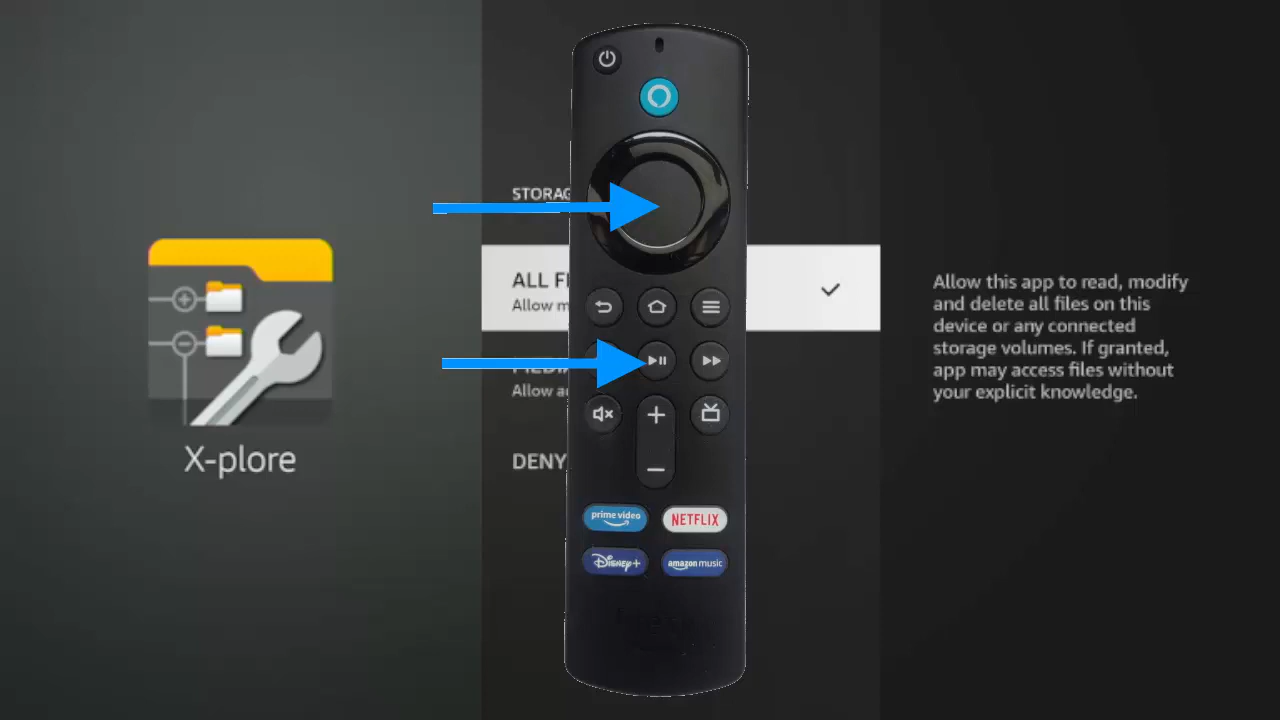 STORAG
ALL F
Allow m
Allow a
DENY
X-plore
Allow this app to read, modify
and delete all files on this
device or any connected
storage volumes. If granted,
app may access files without
your explicit knowledge.
prime video
NETFLIX
Disney+
amazon music